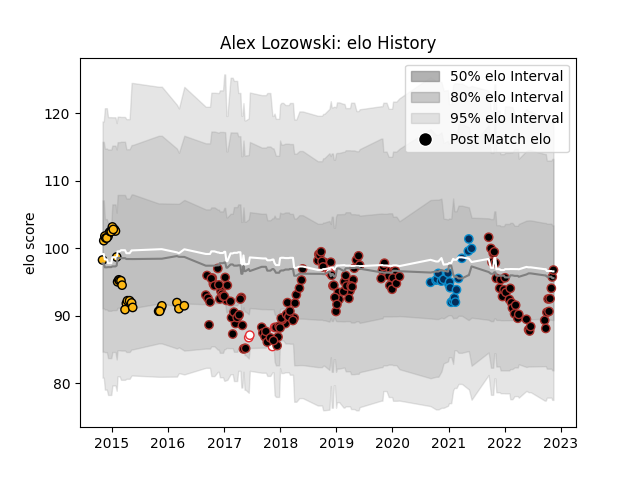 Alex Lozowski: elo History
50% elo Interval
80% elo Interval
95% elo Interval
Post Match elo
elo score
120
110
100
90
80
2015 2016 2017 2018 2019 2020 2021 2022 2023